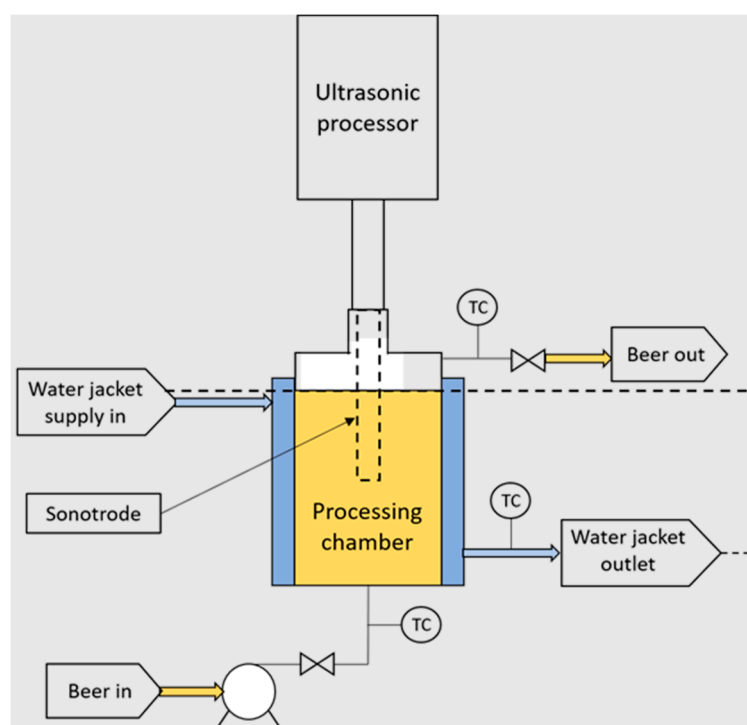 Ultrasonic
processor
TC
Beer out
Water jacket
supply in
TC
Sonotrode
Processing
chamber
Water jacket
outlet
TC
Beer in